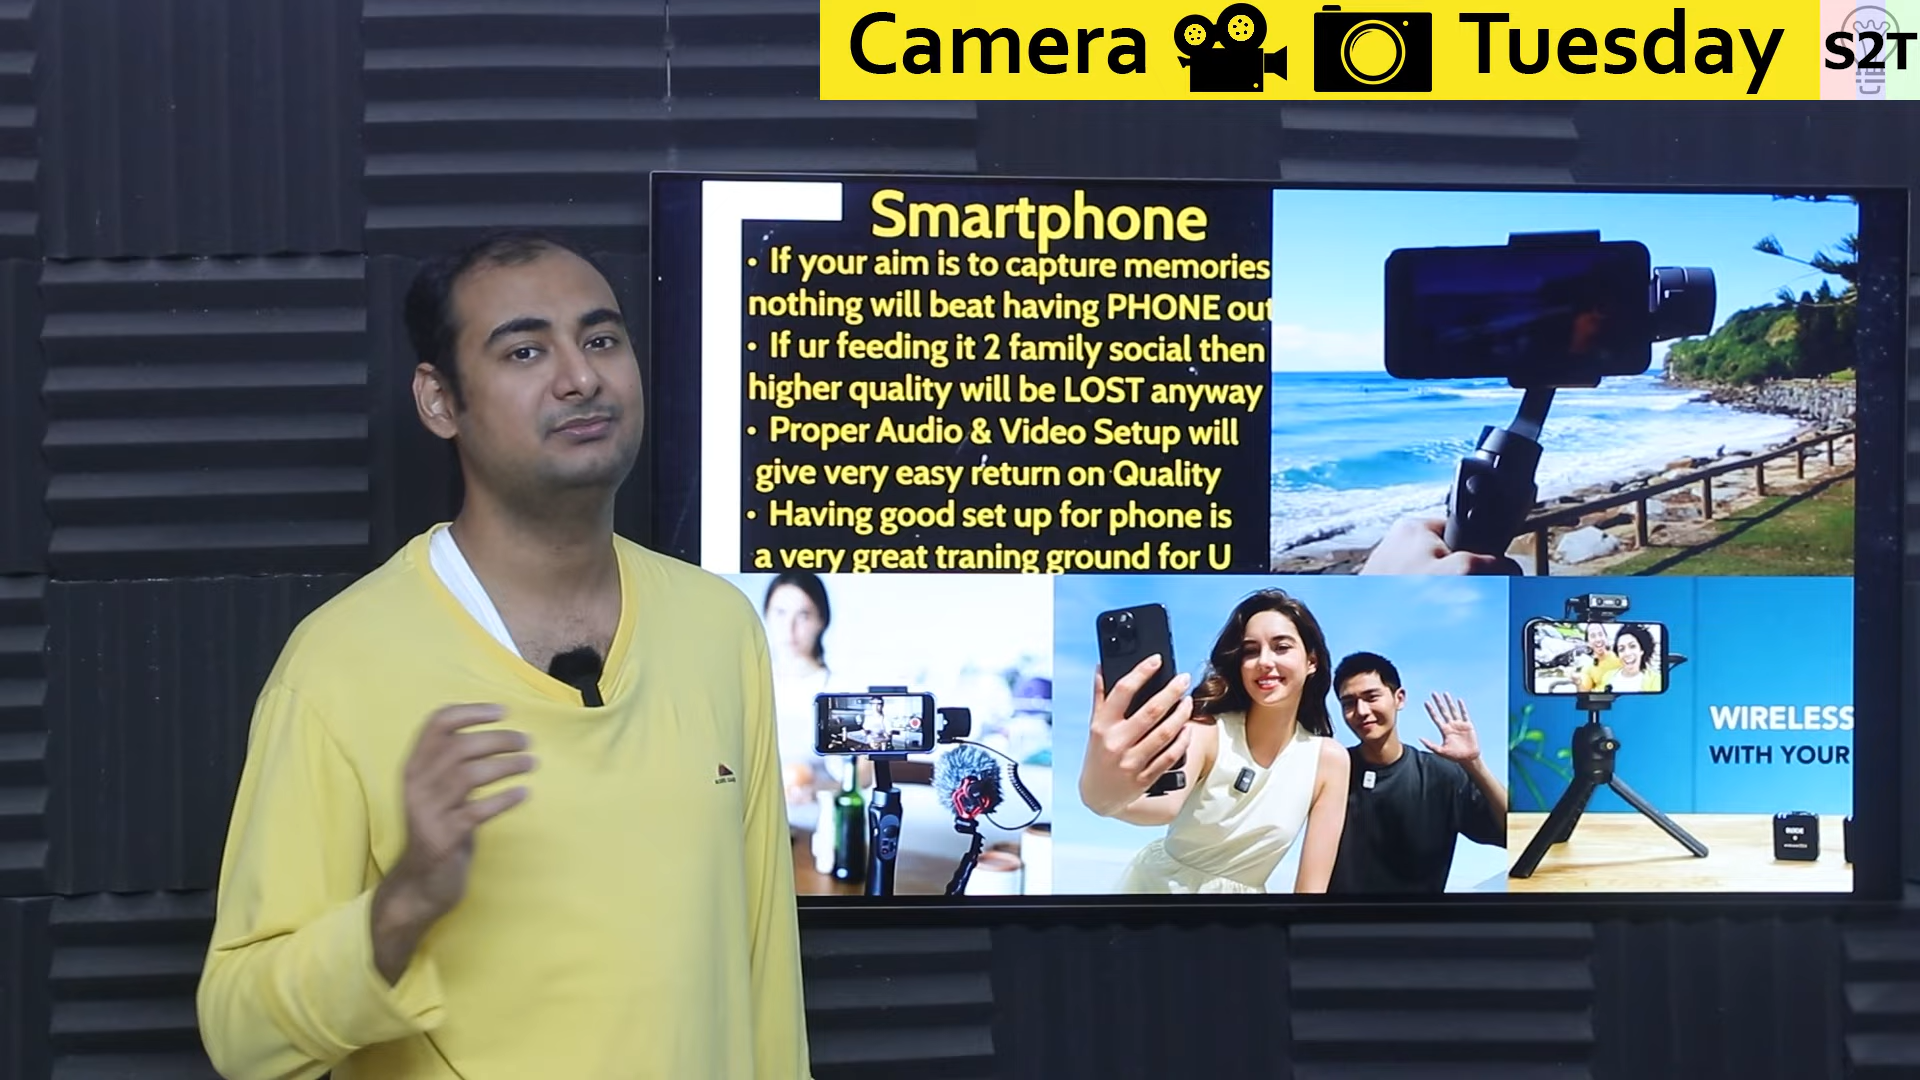 Camera Tuesday S2T
Smartphone
• If your aim is to capture memories
nothing will beat having PHONE out
• If ur feeding it 2 family social then
higher quality will be LOST anyway
• Proper Audio & Video Setup will
give very easy return on Quality
• Having good set up for phone is
a very great traning ground for U
WIRELESS
WITH YOUR